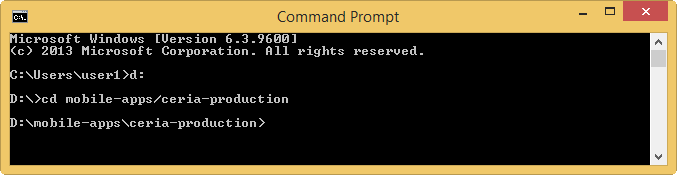 Command Prompt
Microsoft Windows [Version 6.3.9600]
(c) 2013 Microsoft Corporation. All rights reserved.
C:\Users\user1>d:
D:\>cd mobile-apps/ceria-production
D:\mobile-apps\ceria-production>